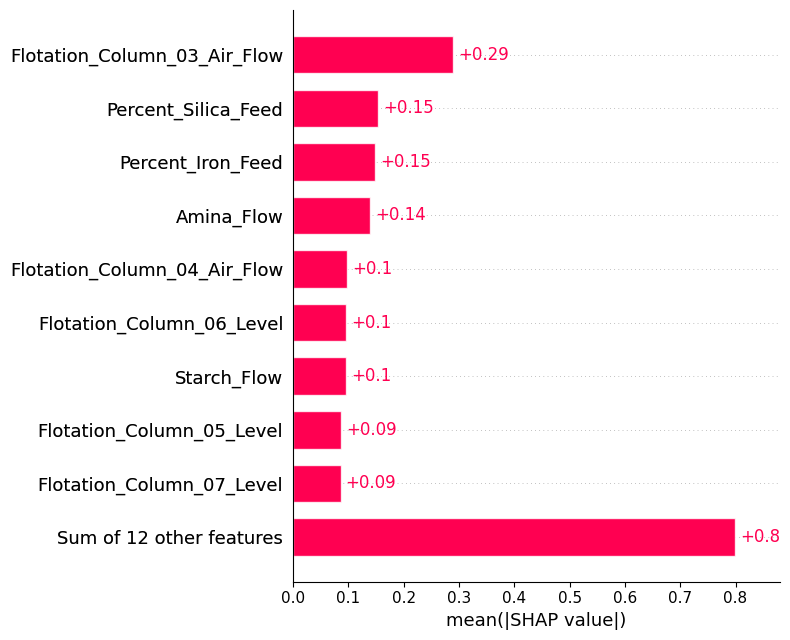 Flotation_Column_03_Air_Flow +0.29
Percent_Silica_Feed +0.15
Percent_Iron_Feed +0.15
Amina_Flow +0.14
Flotation_Column_04_Air_Flow +0.1
Flotation_Column_06_Level +0.1
Starch_Flow +0.1
Flotation_Column_05_Level +0.09
Flotation_Column_07_Level +0.09
Sum of 12 other features +0.8
0.0 0.1 0.2 0.3 0.4 0.5 0.6 0.7 0.8
mean(|SHAP value|)